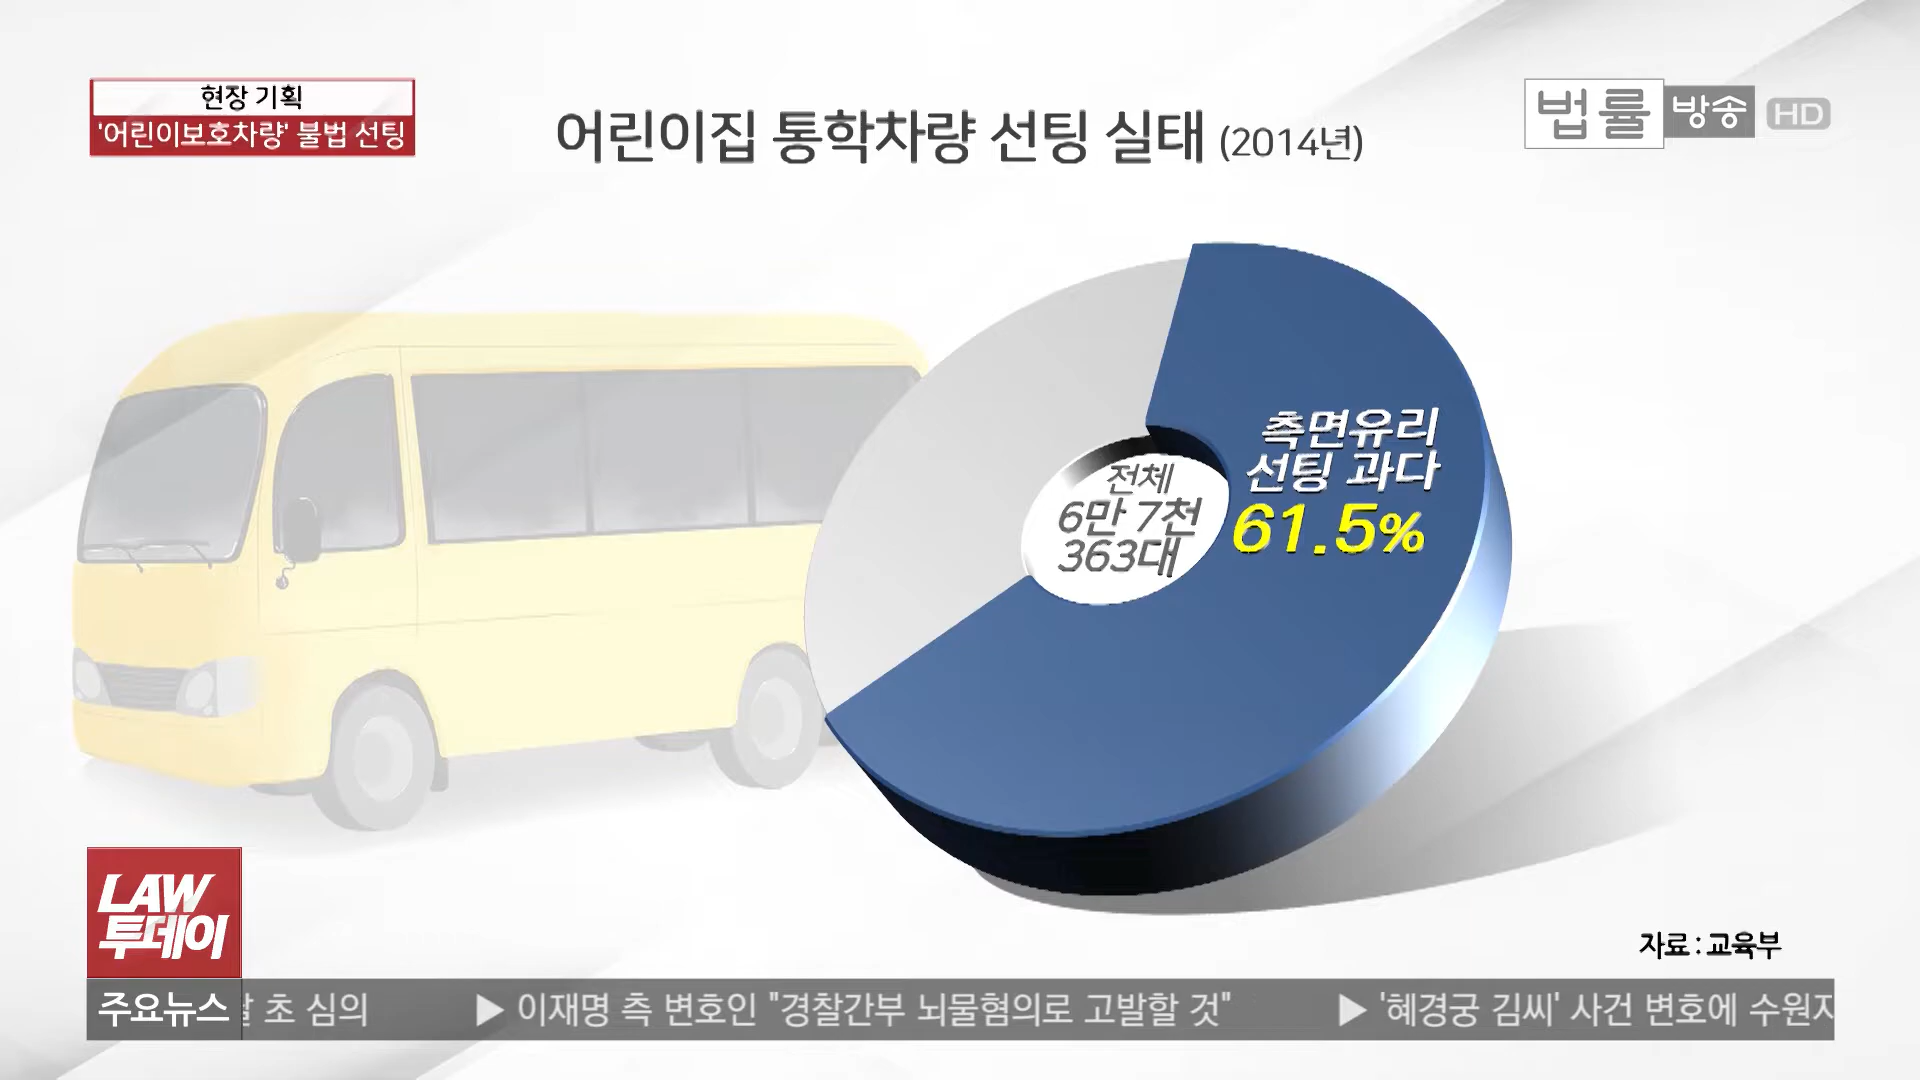 현장 기획
'어린이보호차량' 불법 선팅
어린이집 통학차량 선팅 실태 (2014년)
법률방송 HD
측면유리
선팅 과다
61.5%
전체
6만 7천
363대
자료 : 교육부
LAW
투데이
주요뉴스 초 심의 ▶ 이재명 측 변호인 "경찰간부 뇌물혐의로 고발할 것" ▶ '혜경궁 김씨' 사건 변호에 수원지